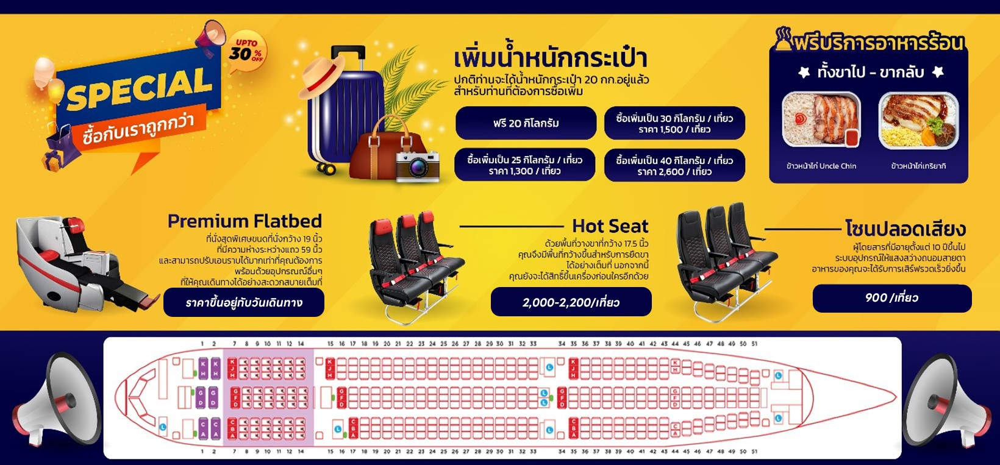 UPTO
30 % OFF
SPECIAL
ซื้อกับเราถูกกว่า
เพิ่มน้ำหนักกระเป๋า
ปกติท่านจะได้น้ำหนักกระเป๋า 20 กก.อยู่แล้ว
สำหรับท่านที่ต้องการซื้อเพิ่ม
ฟรี 20 กิโลกรัม
ซื้อเพิ่มเป็น 30 กิโลกรัม / เที่ยว
ราคา 1,500 / เที่ยว
ซื้อเพิ่มเป็น 25 กิโลกรัม / เที่ยว
ราคา 1,300 / เที่ยว
ซื้อเพิ่มเป็น 40 กิโลกรัม / เที่ยว
ราคา 2,600 / เที่ยว
ฟรีบริการอาหารร้อน
ทั้งขาไป - ขากลับ
ข้าวหน้าไก่ Uncle Chin
ข้าวหน้าไก่เทริยากิ
Premium Flatbed
ที่นั่งสุดพิเศษขนดที่นั่งกว้าง 19 นิ้ว
ที่มีความห่างระหว่างแถว 59 นิ้ว
และสามารถปรับเอนราบได้มากเท่าที่คุณต้องการ
พร้อมด้วยอุปกรณณ์อื่นๆ
ที่ให้คุณเดินทางได้อย่างสะดวกสบายเต็มที่
ราคาขึ้นอยู่กับวันเดินทาง
Hot Seat
ด้วยพื้นที่วางขาที่กว้าง 17.5 นิ้ว
คุณจึงมีพื้นที่กว้างขึ้นสำหรับการยืดขา
ได้อย่างเต็มที่ นอกจากนี้
คุณยังจะได้สิทธิ์ขึ้นเครื่องก่อนใครอีกด้วย
2,000-2,200/เที่ยว
โซนปลอดเสียง
ผู้โดยสารที่มีอายุตั้งแต่ 10 ปีขึ้นไป
ระบบอุปกรณ์ให้แสงสว่างถนอมสายตา
อาหารของคุณจะได้รับการเสิร์ฟรวดเร็วยิ่งขึ้น
900 /เที่ยว
1 2 7 8 9 10 11 12 14 15 16 17 18 19 20 21 22 23 24 25 26 27 28 29 30 31 32 33 34 35 36 37 38 39 40 41 42 43 44 45 46 47 48 49 50 51
K K K K K K
H H J J J H
H H
L L
G G G G G G
D D F F F F
D D D D
L
L
C C C C C C
A A B B B B
A A A A
L L L L
1 2 7 8 9 10 11 12 14 15 16 17 18 19 20 21 22 23 24 25 26 27 28 29 30 31 32 33 34 35 36 37 38 39 40 41 42 43 44 45 46 47 48 49 50 51